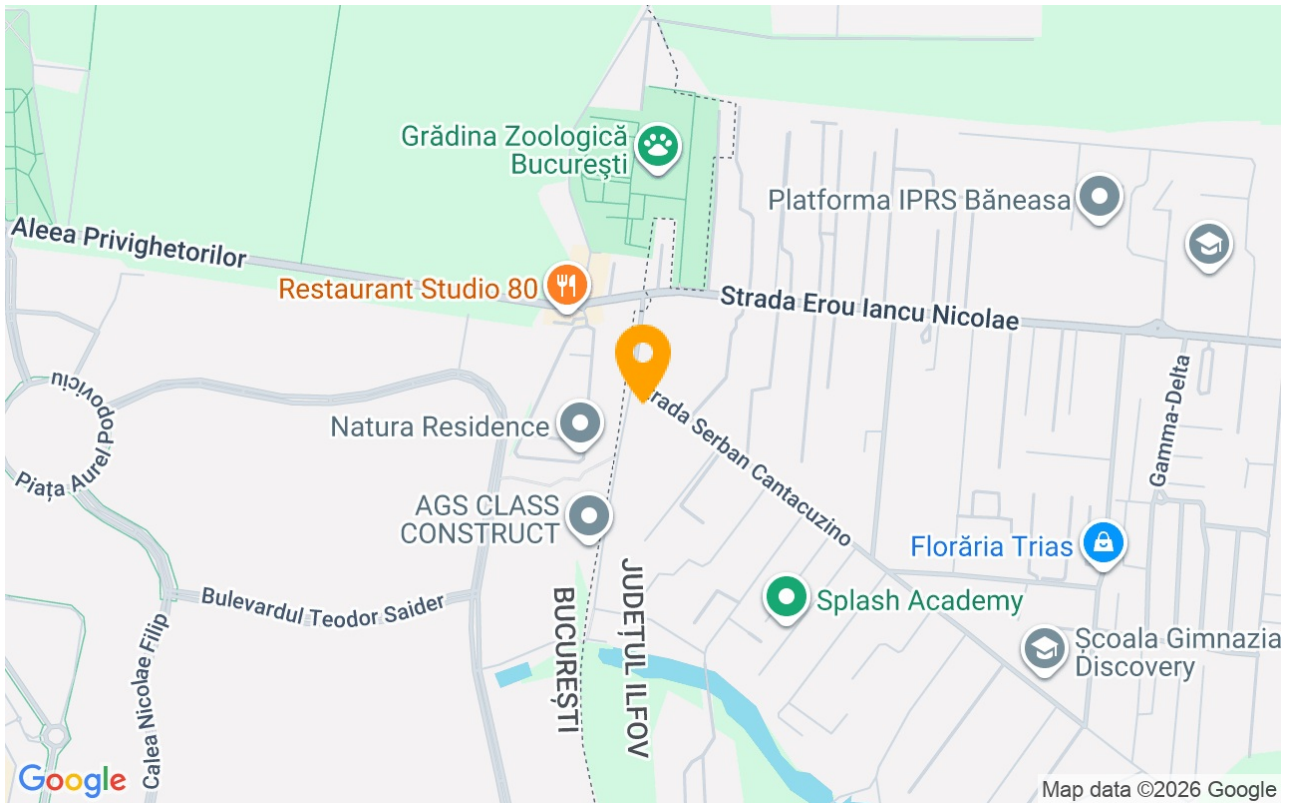 Grădina Zoologică
București
Platforma IPRS Băneasa
Aleea Privighetorilor
Restaurant Studio 80
Strada Erou Iancu Nicolae
Piața Aurel Popoviciu
Gamma-Delta
Natura Residence
rada Serban Cantacuzino
AGS CLASS
CONSTRUCT
Florăria Trias
JUDEȚUL ILFOV
BUCUREȘTI
Bulevardul Teodor Saider
Splash Academy
Calea Nicolae Filip
Școala Gimnazia
Discovery
Google
Map data ©2026 Google